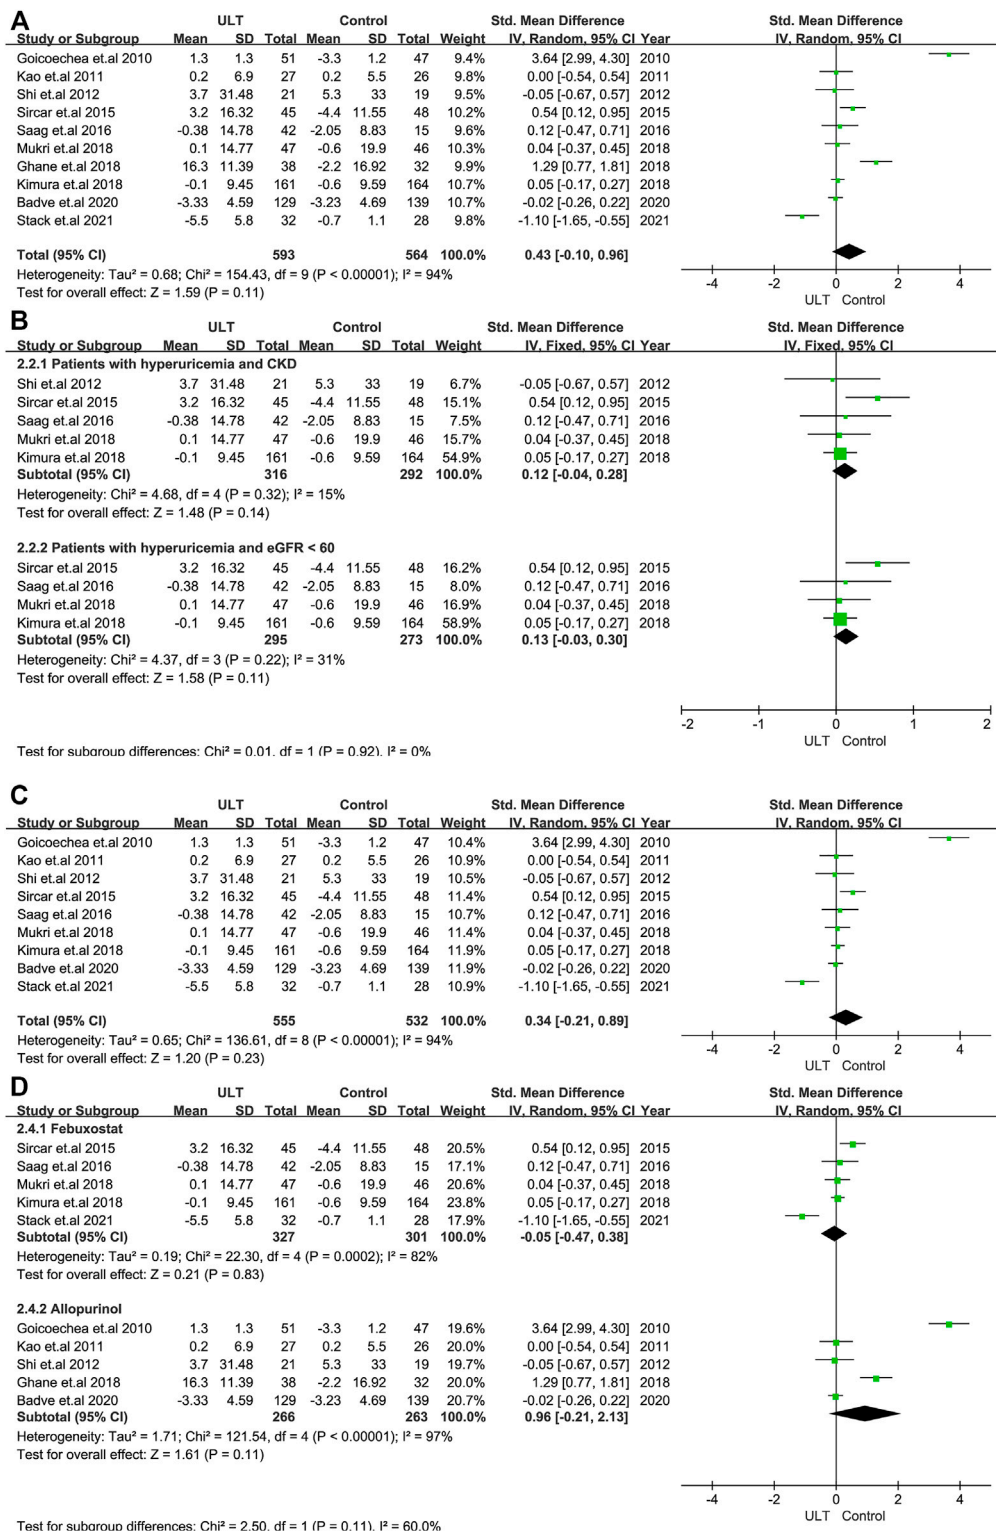 A
ULT Control Std. Mean Difference Std. Mean Difference
Study or Subgroup Mean SD Total Mean SD Total Weight IV, Random, 95% CI Year IV, Random, 95% CI
Goicoechea et.al 2010 1.3 1.3 51 -3.3 1.2 47 9.4% 3.64 [2.99, 4.30] 2010
Kao et.al 2011 0.2 6.9 27 0.2 5.5 26 9.8% 0.00 [-0.54, 0.54] 2011
Shi et.al 2012 3.7 31.48 21 5.3 33 19 9.5% -0.05 [-0.67, 0.57] 2012
Sircar et.al 2015 3.2 16.32 45 -4.4 11.55 48 10.2% 0.54 [0.12, 0.95] 2015
Saag et.al 2016 -0.38 14.78 42 -2.05 8.83 15 9.6% 0.12 [-0.47, 0.71] 2016
Mukri et.al 2018 0.1 14.77 47 -0.6 19.9 46 10.3% 0.04 [-0.37, 0.45] 2018
Ghane et.al 2018 16.3 11.39 38 -2.2 16.92 32 9.9% 1.29 [0.77, 1.81] 2018
Kimura et.al 2018 -0.1 9.45 161 -0.6 9.59 164 10.7% 0.05 [-0.17, 0.27] 2018
Badve et.al 2020 -3.33 4.59 129 -3.23 4.69 139 10.7% -0.02 [-0.26, 0.22] 2020
Stack et.al 2021 -5.5 5.8 32 -0.7 1.1 28 9.8% -1.10 [-1.65, -0.55] 2021
Total (95% CI) 593 564 100.0% 0.43 [-0.10, 0.96]
Heterogeneity: Tau² = 0.68; Chi² = 154.43, df = 9 (P < 0.00001); I² = 94%
Test for overall effect: Z = 1.59 (P = 0.11)
-4 -2 0 2 4
ULT Control
B
ULT Control Std. Mean Difference Std. Mean Difference
Study or Subgroup Mean SD Total Mean SD Total Weight IV, Fixed, 95% CI Year IV, Fixed, 95% CI
2.2.1 Patients with hyperuricemia and CKD
Shi et.al 2012 3.7 31.48 21 5.3 33 19 6.7% -0.05 [-0.67, 0.57] 2012
Sircar et.al 2015 3.2 16.32 45 -4.4 11.55 48 15.1% 0.54 [0.12, 0.95] 2015
Saag et.al 2016 -0.38 14.78 42 -2.05 8.83 15 7.5% 0.12 [-0.47, 0.71] 2016
Mukri et.al 2018 0.1 14.77 47 -0.6 19.9 46 15.7% 0.04 [-0.37, 0.45] 2018
Kimura et.al 2018 -0.1 9.45 161 -0.6 9.59 164 54.9% 0.05 [-0.17, 0.27] 2018
Subtotal (95% CI) 316 292 100.0% 0.12 [-0.04, 0.28]
Heterogeneity: Chi² = 4.68, df = 4 (P = 0.32); I² = 15%
Test for overall effect: Z = 1.48 (P = 0.14)
2.2.2 Patients with hyperuricemia and eGFR < 60
Sircar et.al 2015 3.2 16.32 45 -4.4 11.55 48 16.2% 0.54 [0.12, 0.95] 2015
Saag et.al 2016 -0.38 14.78 42 -2.05 8.83 15 8.0% 0.12 [-0.47, 0.71] 2016
Mukri et.al 2018 0.1 14.77 47 -0.6 19.9 46 16.9% 0.04 [-0.37, 0.45] 2018
Kimura et.al 2018 -0.1 9.45 161 -0.6 9.59 164 58.9% 0.05 [-0.17, 0.27] 2018
Subtotal (95% CI) 295 273 100.0% 0.13 [-0.03, 0.30]
Heterogeneity: Chi² = 4.37, df = 3 (P = 0.22); I² = 31%
Test for overall effect: Z = 1.58 (P = 0.11)
-2 -1 0 1 2
ULT Control
Test for subgroup differences: Chi² = 0.01. df = 1 (P = 0.92). I² = 0%
C
ULT Control Std. Mean Difference Std. Mean Difference
Study or Subgroup Mean SD Total Mean SD Total Weight IV, Random, 95% CI Year IV, Random, 95% CI
Goicoechea et.al 2010 1.3 1.3 51 -3.3 1.2 47 10.4% 3.64 [2.99, 4.30] 2010
Kao et.al 2011 0.2 6.9 27 0.2 5.5 26 10.9% 0.00 [-0.54, 0.54] 2011
Shi et.al 2012 3.7 31.48 21 5.3 33 19 10.5% -0.05 [-0.67, 0.57] 2012
Sircar et.al 2015 3.2 16.32 45 -4.4 11.55 48 11.4% 0.54 [0.12, 0.95] 2015
Saag et.al 2016 -0.38 14.78 42 -2.05 8.83 15 10.7% 0.12 [-0.47, 0.71] 2016
Mukri et.al 2018 0.1 14.77 47 -0.6 19.9 46 11.4% 0.04 [-0.37, 0.45] 2018
Kimura et.al 2018 -0.1 9.45 161 -0.6 9.59 164 11.9% 0.05 [-0.17, 0.27] 2018
Badve et.al 2020 -3.33 4.59 129 -3.23 4.69 139 11.9% -0.02 [-0.26, 0.22] 2020
Stack et.al 2021 -5.5 5.8 32 -0.7 1.1 28 10.9% -1.10 [-1.65, -0.55] 2021
Total (95% CI) 555 532 100.0% 0.34 [-0.21, 0.89]
Heterogeneity: Tau² = 0.65; Chi² = 136.61, df = 8 (P < 0.00001); I² = 94%
Test for overall effect: Z = 1.20 (P = 0.23)
-4 -2 0 2 4
ULT Control
D
ULT Control Std. Mean Difference Std. Mean Difference
Study or Subgroup Mean SD Total Mean SD Total Weight IV, Random, 95% CI Year IV, Random, 95% CI
2.4.1 Febuxostat
Sircar et.al 2015 3.2 16.32 45 -4.4 11.55 48 20.5% 0.54 [0.12, 0.95] 2015
Saag et.al 2016 -0.38 14.78 42 -2.05 8.83 15 17.1% 0.12 [-0.47, 0.71] 2016
Mukri et.al 2018 0.1 14.77 47 -0.6 19.9 46 20.6% 0.04 [-0.37, 0.45] 2018
Kimura et.al 2018 -0.1 9.45 161 -0.6 9.59 164 23.8% 0.05 [-0.17, 0.27] 2018
Stack et.al 2021 -5.5 5.8 32 -0.7 1.1 28 17.9% -1.10 [-1.65, -0.55] 2021
Subtotal (95% CI) 327 301 100.0% -0.05 [-0.47, 0.38]
Heterogeneity: Tau² = 0.19; Chi² = 22.30, df = 4 (P = 0.0002); I² = 82%
Test for overall effect: Z = 0.21 (P = 0.83)
2.4.2 Allopurinol
Goicoechea et.al 2010 1.3 1.3 51 -3.3 1.2 47 19.6% 3.64 [2.99, 4.30] 2010
Kao et.al 2011 0.2 6.9 27 0.2 5.5 26 20.0% 0.00 [-0.54, 0.54] 2011
Shi et.al 2012 3.7 31.48 21 5.3 33 19 19.7% -0.05 [-0.67, 0.57] 2012
Ghane et.al 2018 16.3 11.39 38 -2.2 16.92 32 20.1% 1.29 [0.77, 1.81] 2018
Badve et.al 2020 -3.33 4.59 129 -3.23 4.69 139 20.7% -0.02 [-0.26, 0.22] 2020
Subtotal (95% CI) 266 263 100.0% 0.96 [-0.21, 2.13]
Heterogeneity: Tau² = 1.71; Chi² = 121.54, df = 4 (P < 0.00001); I² = 97%
Test for overall effect: Z = 1.61 (P = 0.11)
-4 -2 0 2 4
ULT Control
Test for subgroup differences: Chi² = 2.50. df = 1 (P = 0.11). I² = 60.0%